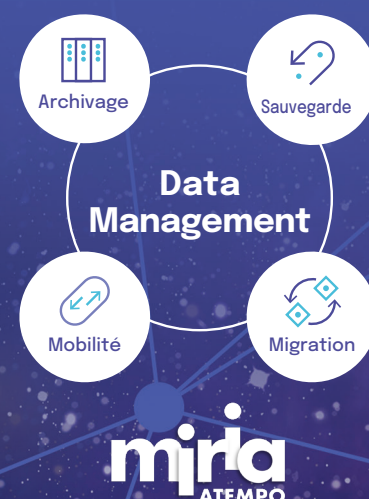 Archivage
Sauvegarde
Data
Management
Mobilité
Migration
miria
ATEMPO